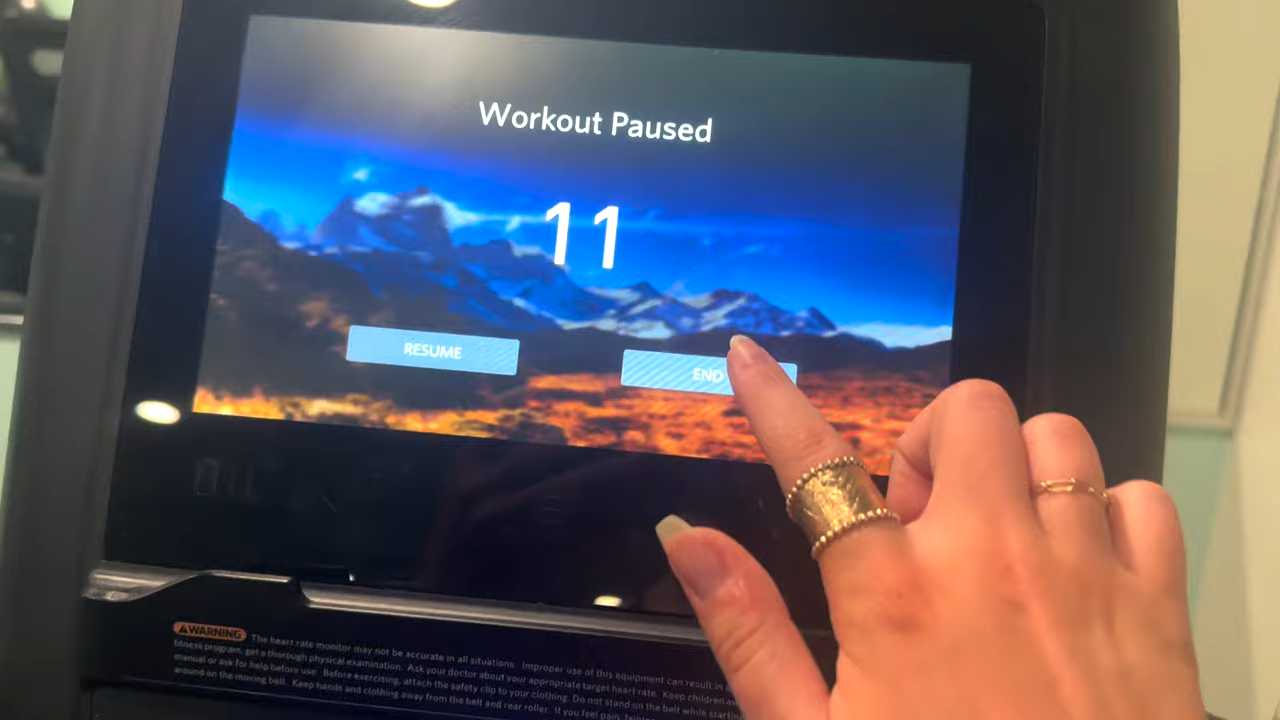 Workout Paused
11
RESUME
END
WARNING The heart rate monitor may not be accurate in all situations. Improper use of this equipment can result in
fitness program, get a thorough physical examination. Ask your doctor about your appropriate target heart rate. Keep children
manual or ask for help before use. Before exercising, attach the safety clip to your clothing. Do not stand on the belt while starting
around on the moving belt. Keep hands and clothing away from the belt and rear roller. If you feel pain,